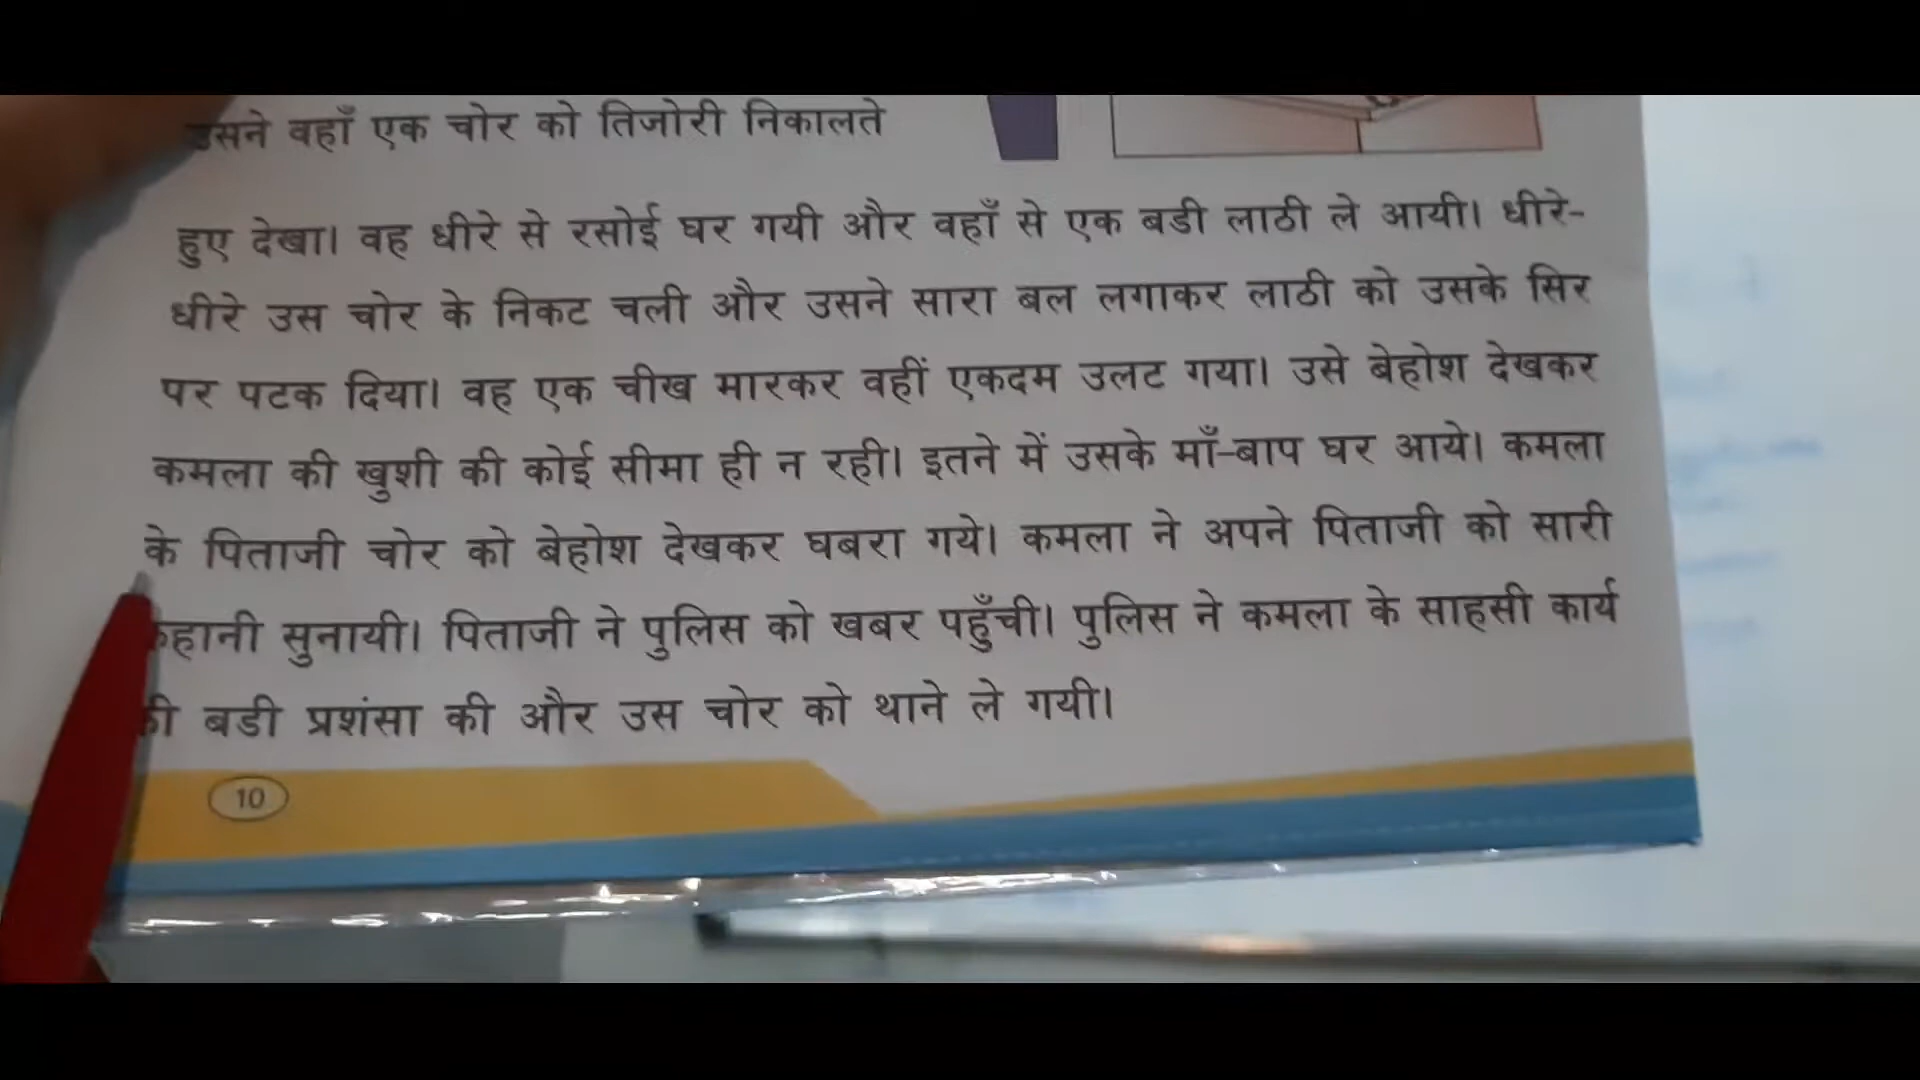 उसने वहाँ एक चोर को तिजोरी निकालते
हुए देखा। वह धीरे से रसोई घर गयी और वहाँ से एक बडी लाठी ले आयी। धीरे-
धीरे उस चोर के निकट चली और उसने सारा बल लगाकर लाठी को उसके सिर
पर पटक दिया। वह एक चीख मारकर वहीं एकदम उलट गया। उसे बेहोश देखकर
कमला की खुशी की कोई सीमा ही न रही। इतने में उसके माँ-बाप घर आये। कमला
के पिताजी चोर को बेहोश देखकर घबरा गये। कमला ने अपने पिताजी को सारी
कहानी सुनायी। पिताजी ने पुलिस को खबर पहुँची। पुलिस ने कमला के साहसी कार्य
की बडी प्रशंसा की और उस चोर को थाने ले गयी।
10